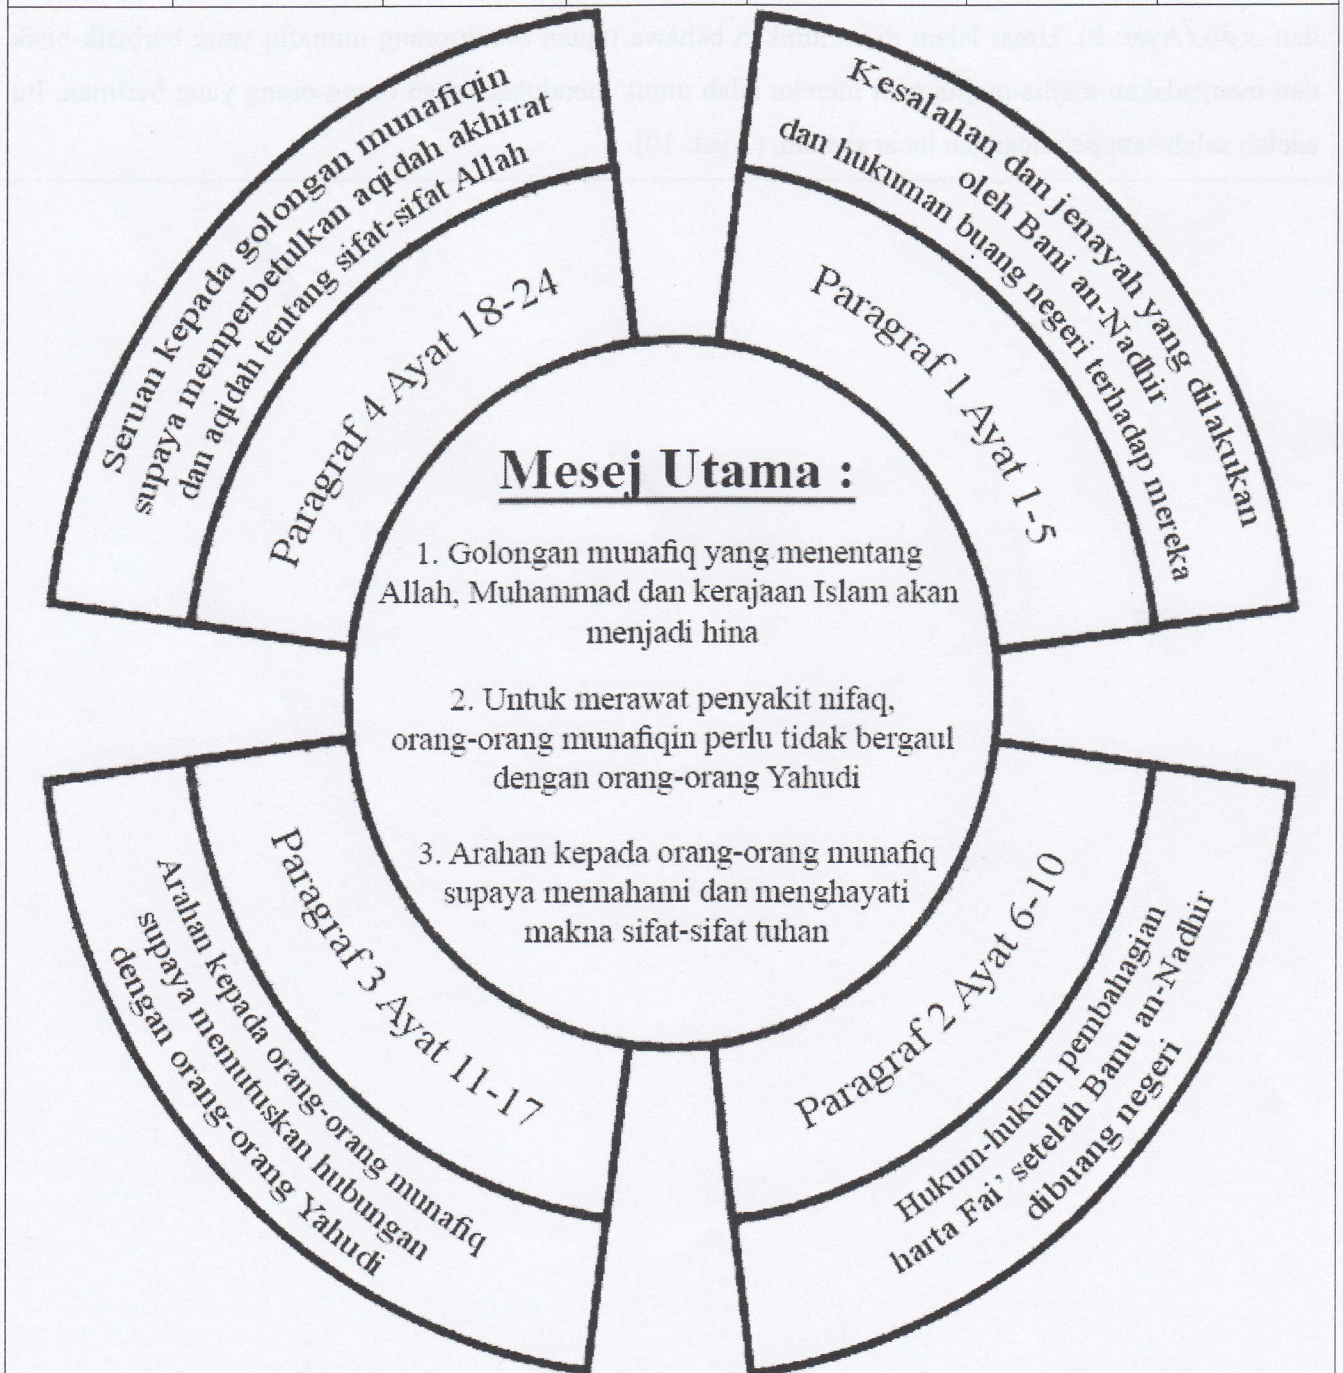 Mesej Utama :
1. Golongan munafiq yang menentang
Allah, Muhammad dan kerajaan Islam akan
menjadi hina
2. Untuk merawat penyakit nifaq,
orang-orang munafiqin perlu tidak bergaul
dengan orang-orang Yahudi
3. Arahan kepada orang-orang munafiq
supaya memahami dan menghayati
makna sifat-sifat tuhan
Paragraf 1 Ayat 1-5
Kesalahan dan jenayah yang dilakukan
oleh Bani an-Nadhir
dan hukuman buang negeri terhadap mereka
Paragraf 2 Ayat 6-10
Hukum-hukum pembahagian
harta Fai' setelah Banu an-Nadhir
dibuang negeri
Paragraf 3 Ayat 11-17
Arahan kepada orang-orang munafiq
supaya memutuskan hubungan
dengan orang-orang Yahudi
Paragraf 4 Ayat 18-24
Seruan kepada golongan munafiqin
supaya memperbetulkan aqidah akhirat
dan aqidah tentang sifat-sifat Allah